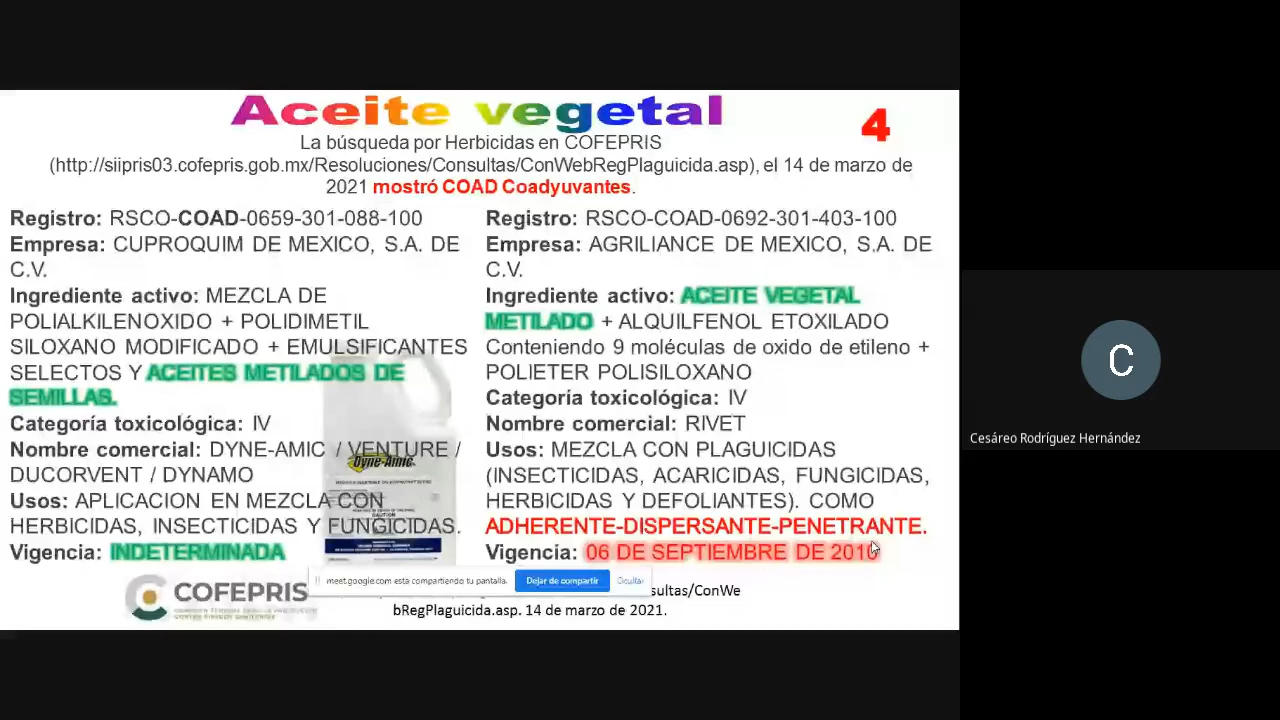 Aceite vegetal
4
La búsqueda por Herbicidas en COFEPRIS
(http://siipris03.cofepris.gob.mx/Resoluciones/Consultas/ConWebRegPlaguicida.asp), el 14 de marzo de
2021 mostró COAD Coadyuvantes.
Registro: RSCO-COAD-0659-301-088-100
Empresa: CUPROQUIM DE MEXICO, S.A. DE
C.V.
Ingrediente activo: MEZCLA DE
POLIALKILENOXIDO + POLIDIMETIL
SILOXANO MODIFICADO + EMULSIFICANTES
SELECTOS Y ACEITES METILADOS DE
SEMILLAS.
Categoría toxicológica: IV
Nombre comercial: DYNE-AMIC / VENTURE /
DUCORVENT / DYNAMO
Usos: APLICACION EN MEZCLA CON
HERBICIDAS, INSECTICIDAS Y FUNGICIDAS.
Vigencia: INDETERMINADA
Registro: RSCO-COAD-0692-301-403-100
Empresa: AGRILIANCE DE MEXICO, S.A. DE
C.V.
Ingrediente activo: ACEITE VEGETAL
METILADO + ALQUILFENOL ETOXILADO
Conteniendo 9 moléculas de oxido de etileno +
POLIETER POLISILOXANO
Categoría toxicológica: IV
Nombre comercial: RIVET
Usos: MEZCLA CON PLAGUICIDAS
(INSECTICIDAS, ACARICIDAS, FUNGICIDAS,
HERBICIDAS Y DEFOLIANTES). COMO
ADHERENTE-DISPERSANTE-PENETRANTE.
Vigencia: 06 DE SEPTIEMBRE DE
Dyne-Amic
COFEPRIS
meet.google.com está compartiendo tu pantalla.
Dejar de compartir
Ocultar
sultas/ConWe
bRegPlaguicida.asp. 14 de marzo de 2021.
C
Cesáreo Rodríguez Hernández